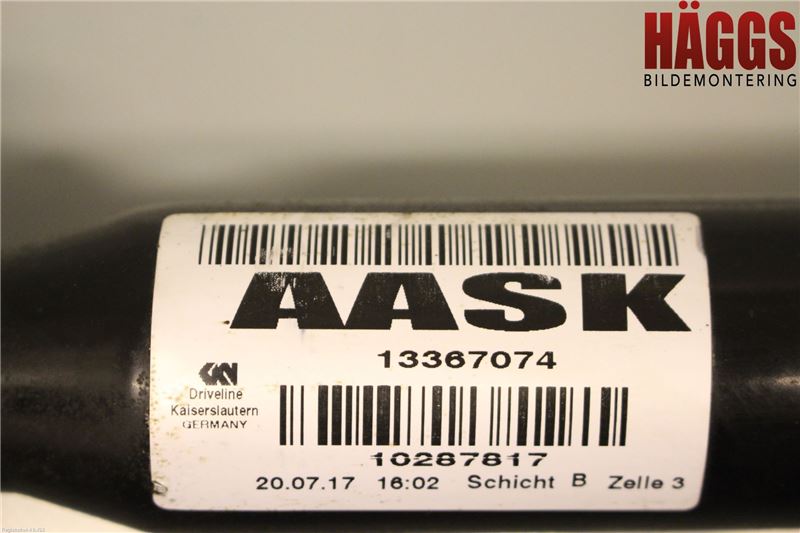 HÄGGS
BILDEMONTERING
AASK
13367074
GKN
Driveline
Kaiserslautern
GERMANY
10287817
20.07.17 16:02 Schicht B Zelle 3